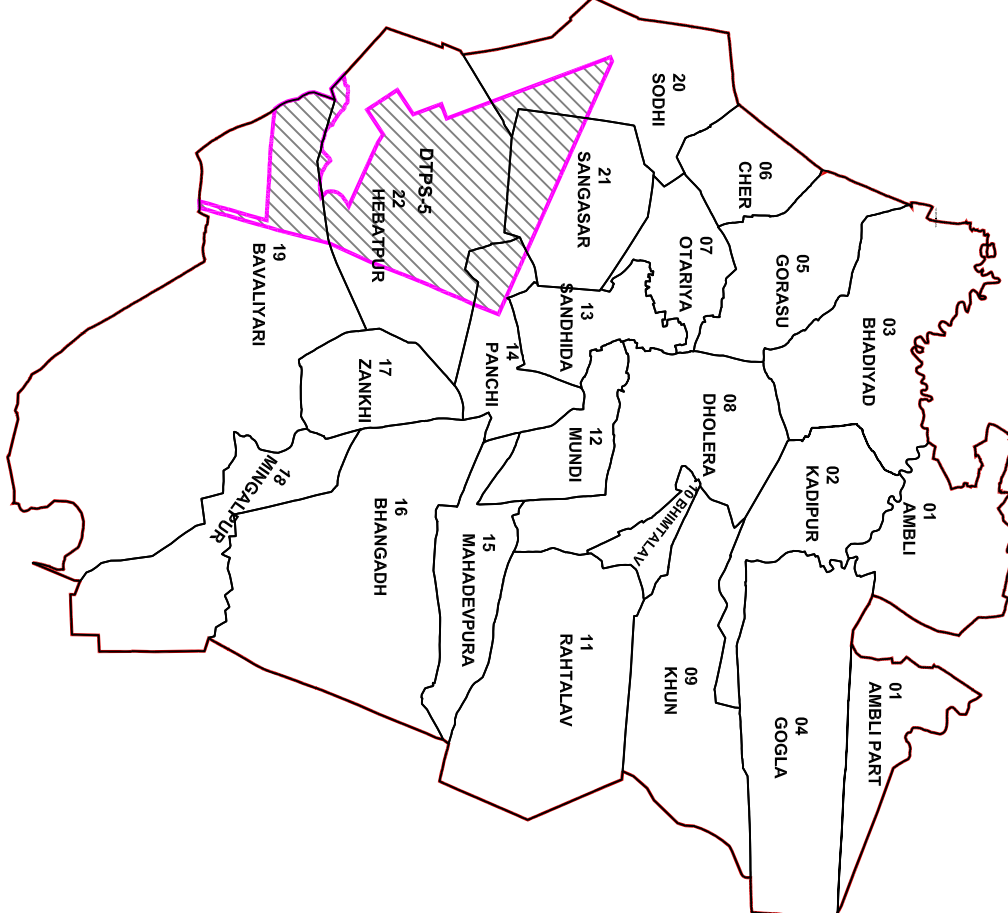 20
SODHI
06
CHER
21
SANGASAR
DTPS-5
22
HEBATPUR
07
OTARIYA
05
GORASU
03
BHADIYAD
19
BAVALIYARI
13
SANDHIDA
14
PANCHI
17
ZANKHI
08
DHOLERA
12
MUNDI
02
KADIPUR
01
AMBLI
18
MINGALPUR
10 BHIMTALAV
16
BHANGADH
15
MAHADEVPURA
11
RAHTALAV
09
KHUN
04
GOGLA
01
AMBLI PART